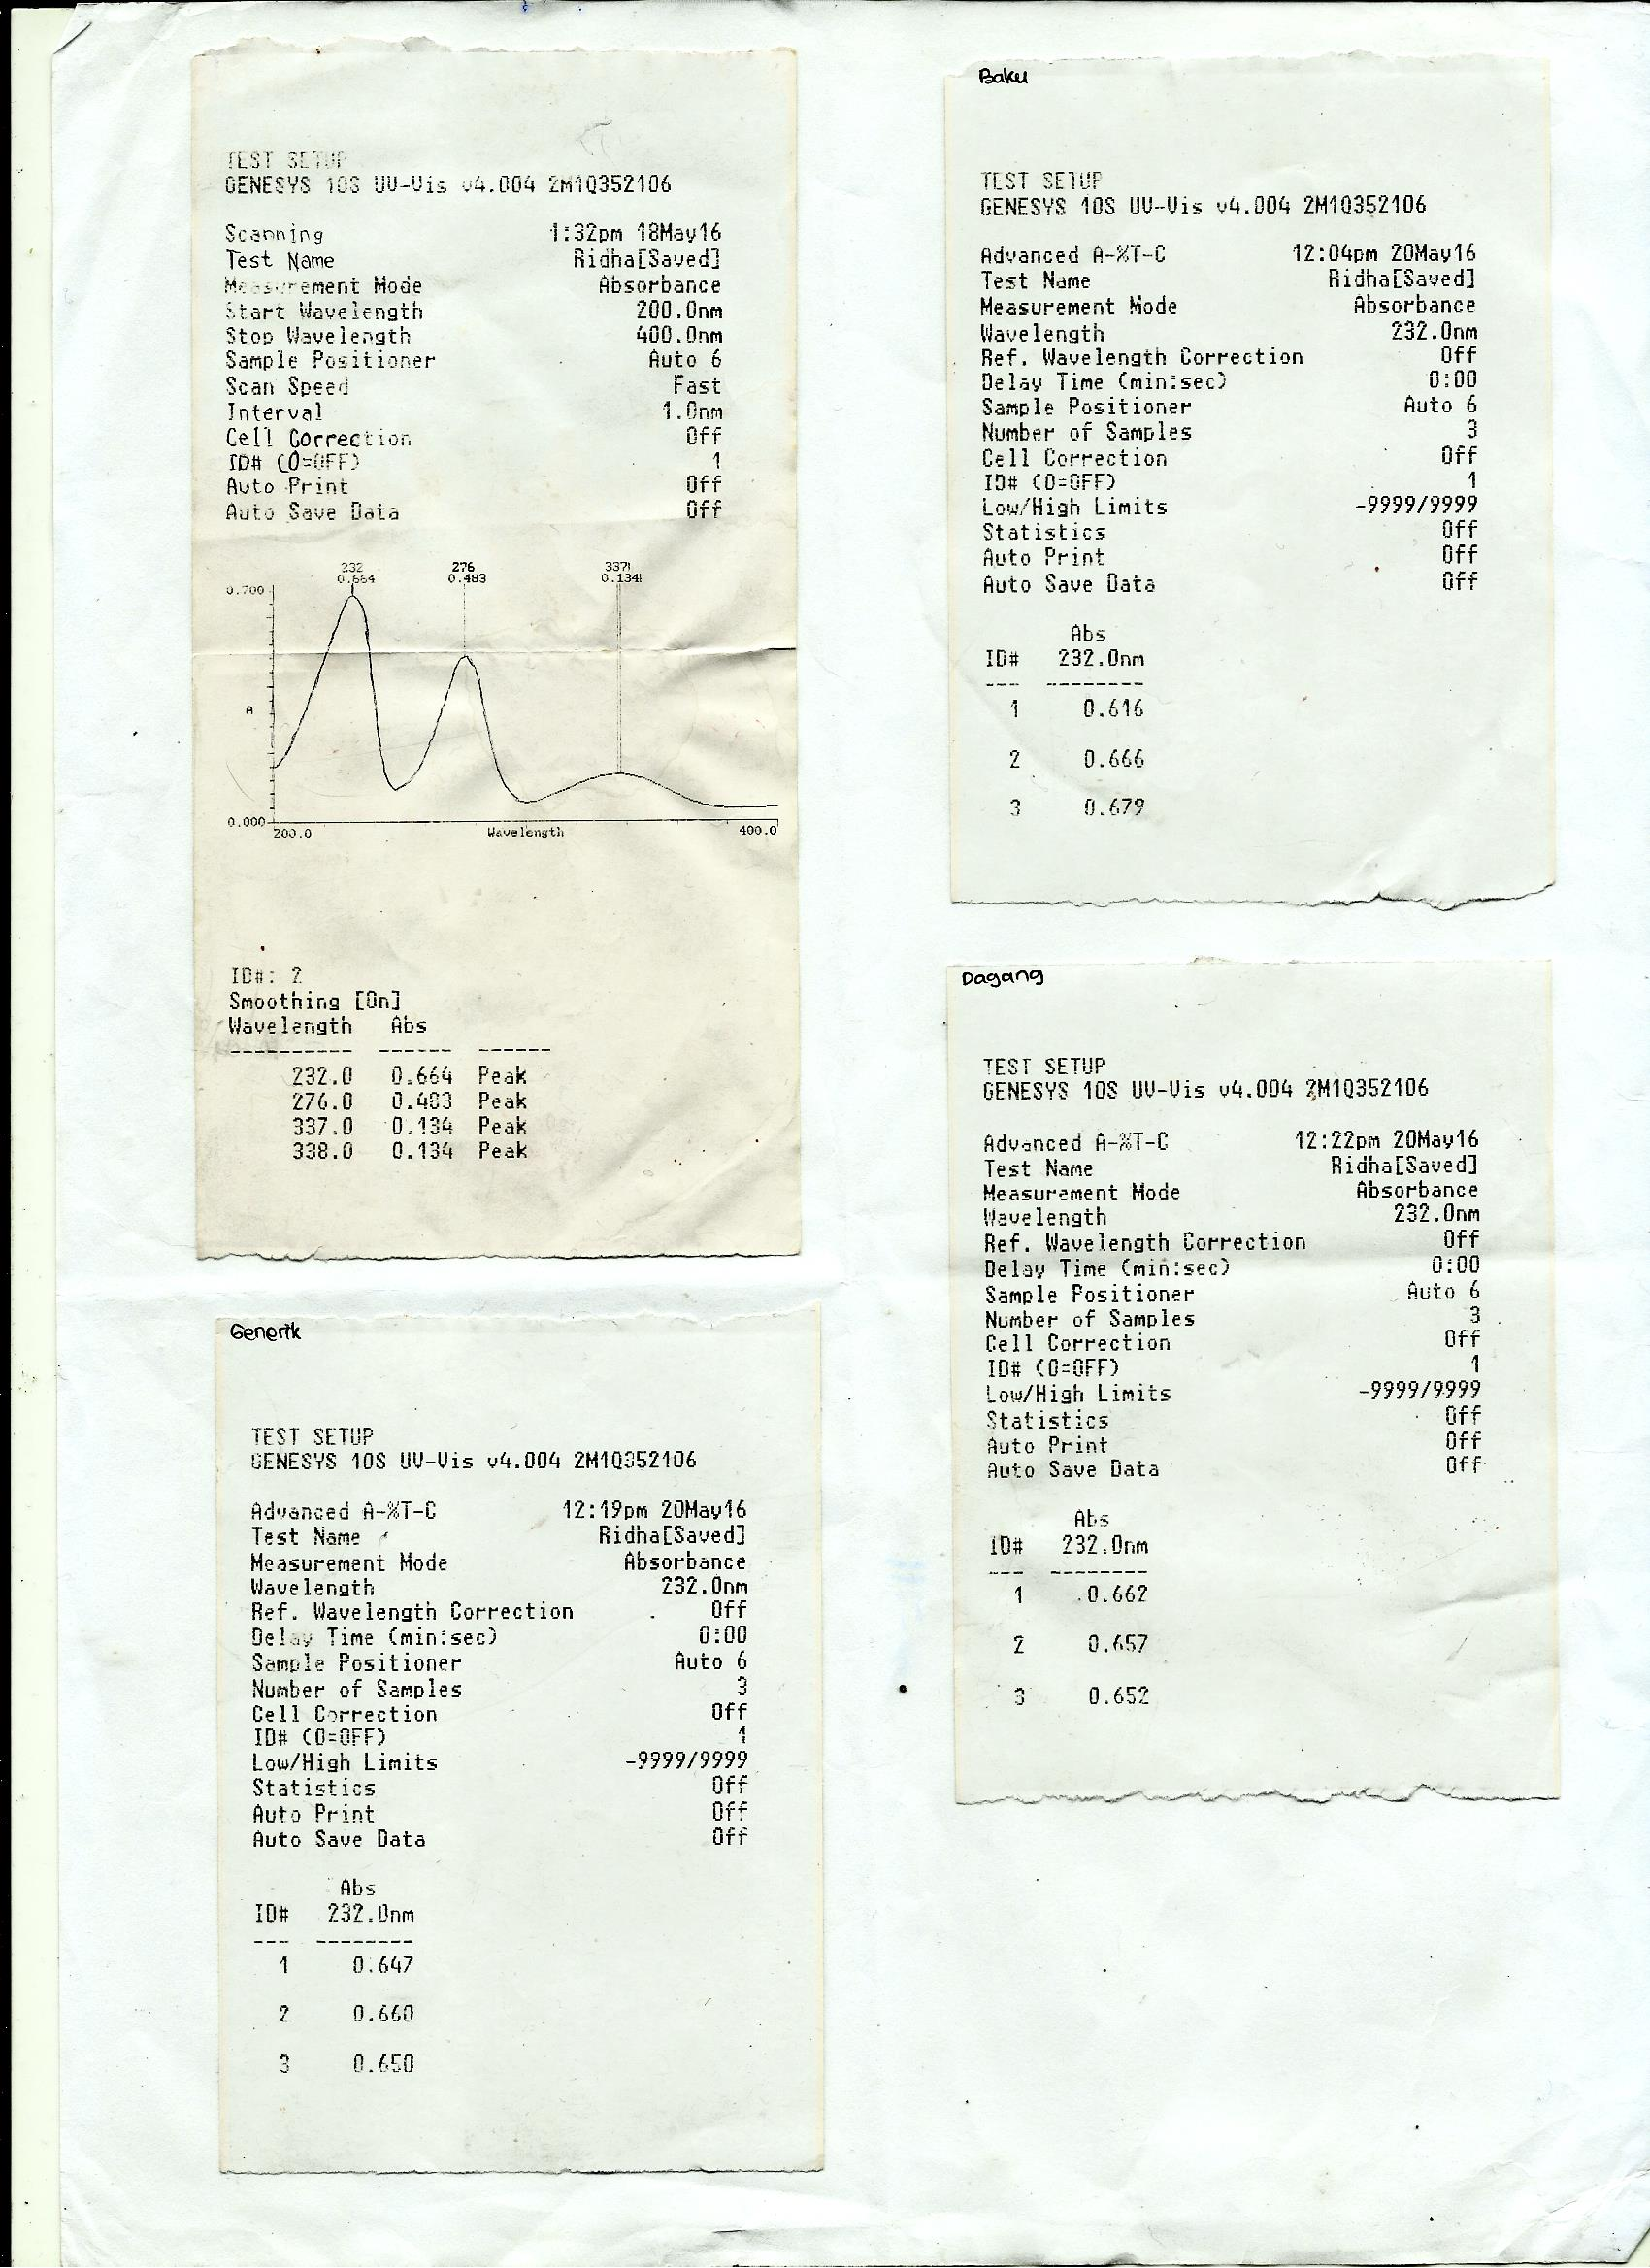 TEST SETUP
GENESYS 10S UV-Vis v4.004 2M1Q352106
Scanning 1:32pm 18May16
Test Name Ridha[Saved]
Measurement Mode Absorbance
Start Wavelength 200.0nm
Stop Wavelength 400.0nm
Sample Positioner Auto 6
Scan Speed Fast
Interval 1.0nm
Cell Correction Off
ID# (0=OFF) 1
Auto Print Off
Auto Save Data Off
232 276 337
0.664 0.483 0.134
0.700
A
0.000
200.0 Wavelength 400.0
ID#: 2
Smoothing [On]
Wavelength Abs
---------- ------ ------
232.0 0.664 Peak
276.0 0.483 Peak
337.0 0.134 Peak
338.0 0.134 Peak
Generik
TEST SETUP
GENESYS 10S UV-Vis v4.004 2M1Q352106
Advanced A-%T-C 12:19pm 20May16
Test Name Ridha[Saved]
Measurement Mode Absorbance
Wavelength 232.0nm
Ref. Wavelength Correction Off
Delay Time (min:sec) 0:00
Sample Positioner Auto 6
Number of Samples 3
Cell Correction Off
ID# (0=OFF) 1
Low/High Limits -9999/9999
Statistics Off
Auto Print Off
Auto Save Data Off
Abs
ID# 232.0nm
--- --------
1 0.647
2 0.660
3 0.650
Baku
TEST SETUP
GENESYS 10S UV-Vis v4.004 2M1Q352106
Advanced A-%T-C 12:04pm 20May16
Test Name Ridha[Saved]
Measurement Mode Absorbance
Wavelength 232.0nm
Ref. Wavelength Correction Off
Delay Time (min:sec) 0:00
Sample Positioner Auto 6
Number of Samples 3
Cell Correction Off
ID# (0=OFF) 1
Low/High Limits -9999/9999
Statistics Off
Auto Print Off
Auto Save Data Off
Abs
ID# 232.0nm
--- --------
1 0.616
2 0.666
3 0.679
Dagang
TEST SETUP
GENESYS 10S UV-Vis v4.004 2M1Q352106
Advanced A-%T-C 12:22pm 20May16
Test Name Ridha[Saved]
Measurement Mode Absorbance
Wavelength 232.0nm
Ref. Wavelength Correction Off
Delay Time (min:sec) 0:00
Sample Positioner Auto 6
Number of Samples 3
Cell Correction Off
ID# (0=OFF) 1
Low/High Limits -9999/9999
Statistics Off
Auto Print Off
Auto Save Data Off
Abs
ID# 232.0nm
--- --------
1 0.662
2 0.657
3 0.652